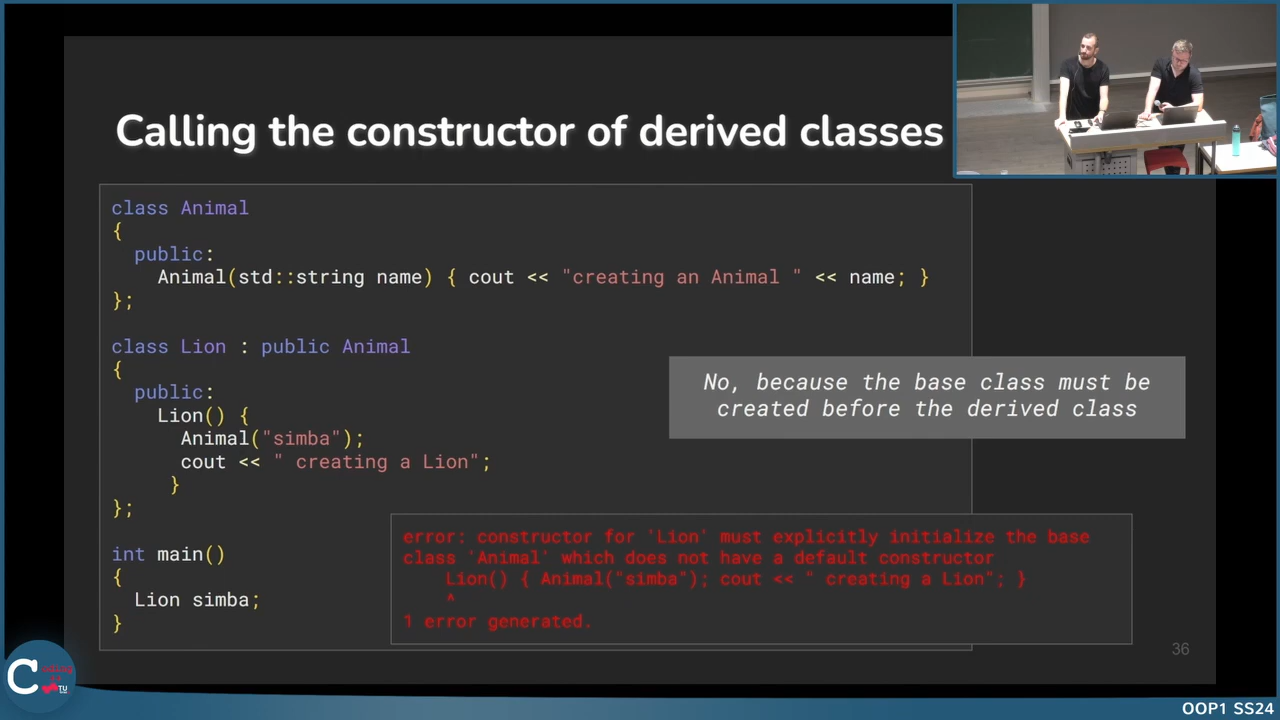 Calling the constructor of derived classes
class Animal
{
public:
Animal(std::string name) { cout << "creating an Animal " << name; }
};
class Lion : public Animal
{
public:
Lion() {
Animal("simba");
cout << " creating a Lion";
}
};
int main()
{
Lion simba;
}
No, because the base class must be
created before the derived class
error: constructor for 'Lion' must explicitly initialize the base
class 'Animal' which does not have a default constructor
Lion() { Animal("simba"); cout << " creating a Lion"; }
^
1 error generated.
36
C
TU
OOP1 SS24